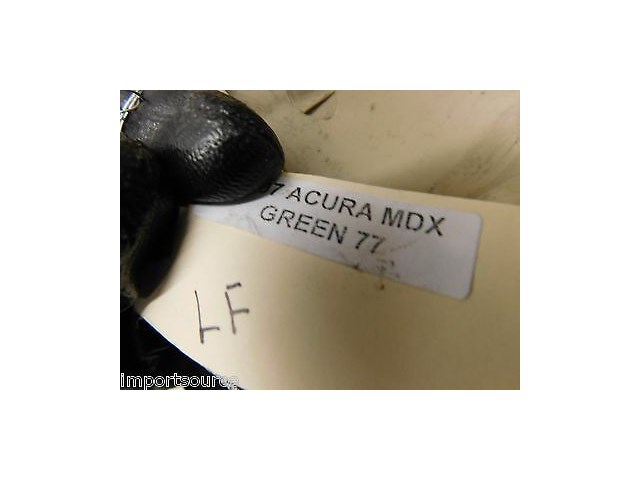 7 ACURA MDX
GREEN 77
LF
importsource